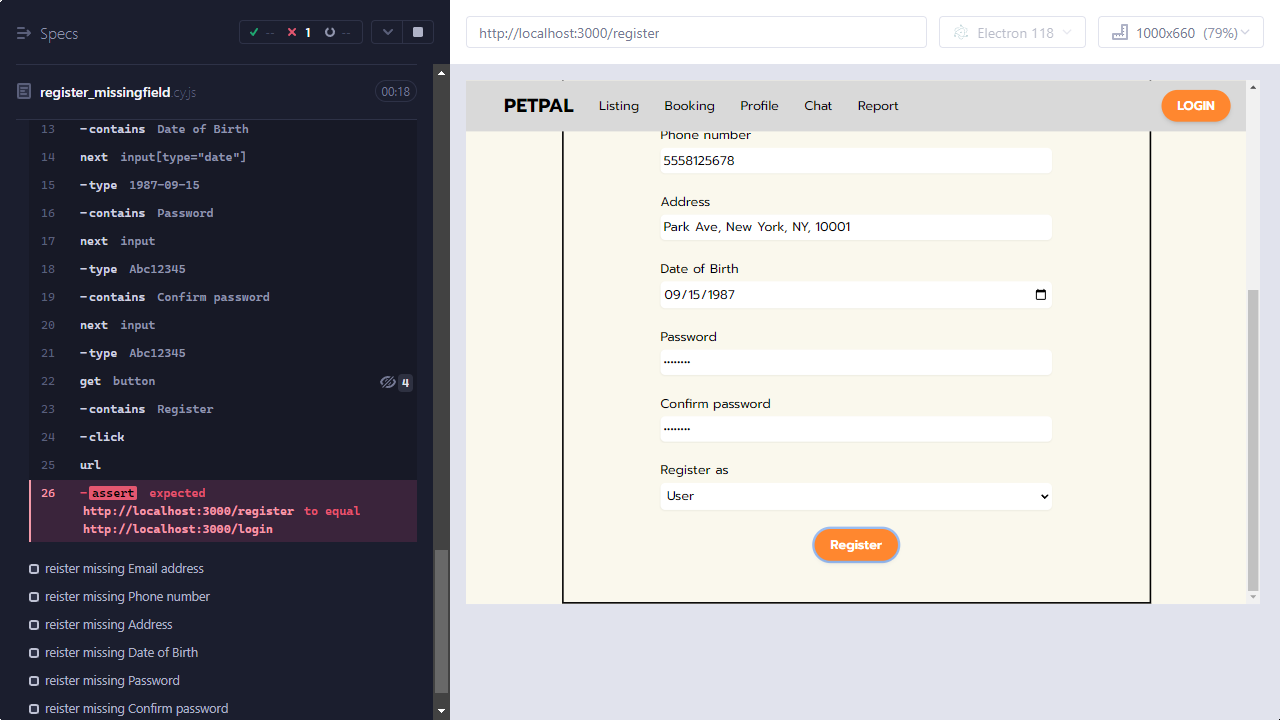 Specs
-- 1 --
register_missingfield.cy.js 00:18
13 -contains Date of Birth
14 next input[type="date"]
15 -type 1987-09-15
16 -contains Password
17 next input
18 -type Abc12345
19 -contains Confirm password
20 next input
21 -type Abc12345
22 get button 4
23 -contains Register
24 -click
25 url
26 -assert expected
http://localhost:3000/register to equal
http://localhost:3000/login
reister missing Email address
reister missing Phone number
reister missing Address
reister missing Date of Birth
reister missing Password
reister missing Confirm password
http://localhost:3000/register
Electron 118
1000x660 (79%)
PETPAL Listing Booking Profile Chat Report LOGIN
Phone number
5558125678
Address
Park Ave, New York, NY, 10001
Date of Birth
09/15/1987
Password
Confirm password
Register as
User
Register